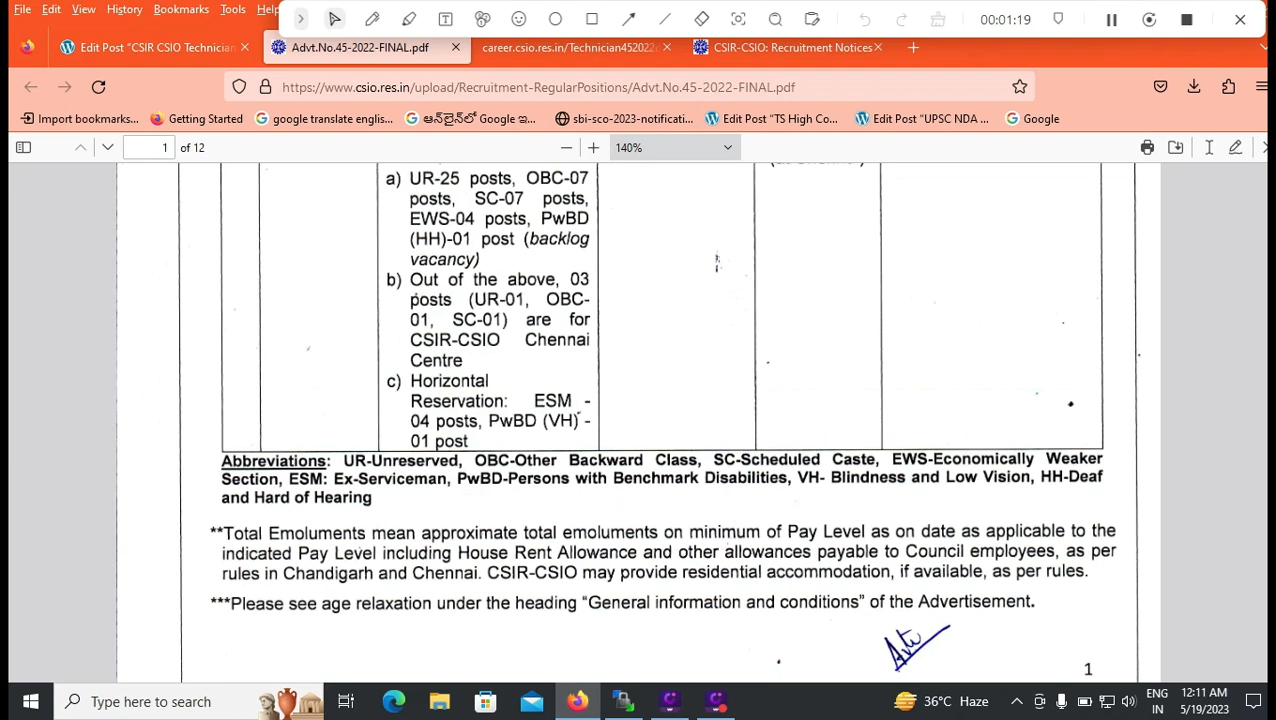 File Edit View History Bookmarks Tools Help
00:01:19
Edit Post "CSIR CSIO Technician
Advt.No.45-2022-FINAL.pdf
career.csio.res.in/Technician452022
CSIR-CSIO: Recruitment Notices
https://www.csio.res.in/upload/Recruitment-RegularPositions/Advt.No.45-2022-FINAL.pdf
Import bookmarks...
Getting Started
google translate englis...
ఆన్‌లైన్‌లో Google ఇ...
sbi-sco-2023-notificati...
Edit Post "TS High Co...
Edit Post "UPSC NDA ...
Google
1 of 12
140%
a) UR-25 posts, OBC-07
posts, SC-07 posts,
EWS-04 posts, PwBD
(HH)-01 post (backlog
vacancy)
b) Out of the above, 03
posts (UR-01, OBC-
01, SC-01) are for
CSIR-CSIO Chennai
Centre
c) Horizontal
Reservation: ESM -
04 posts, PwBD (VH) -
01 post
Abbreviations: UR-Unreserved, OBC-Other Backward Class, SC-Scheduled Caste, EWS-Economically Weaker
Section, ESM: Ex-Serviceman, PwBD-Persons with Benchmark Disabilities, VH- Blindness and Low Vision, HH-Deaf
and Hard of Hearing
**Total Emoluments mean approximate total emoluments on minimum of Pay Level as on date as applicable to the
indicated Pay Level including House Rent Allowance and other allowances payable to Council employees, as per
rules in Chandigarh and Chennai. CSIR-CSIO may provide residential accommodation, if available, as per rules.
***Please see age relaxation under the heading “General information and conditions” of the Advertisement.
1
Type here to search
36°C Haze
ENG
IN
12:11 AM
5/19/2023